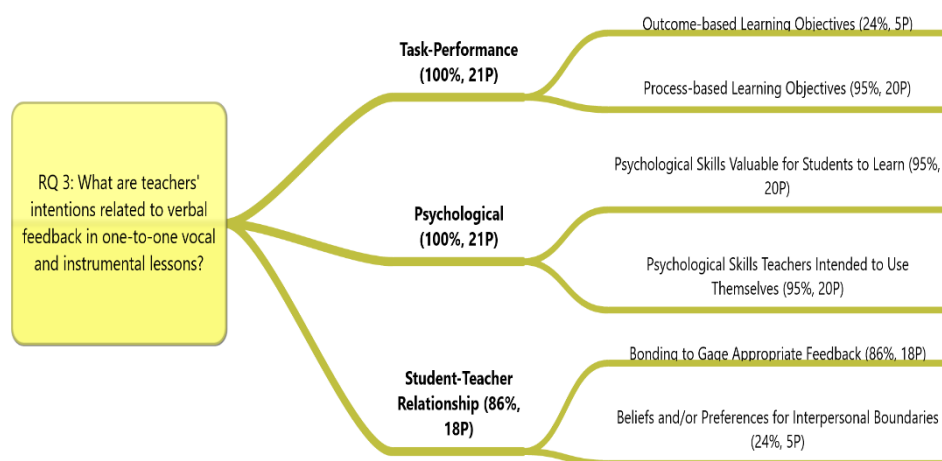 RQ 3: What are teachers'
intentions related to verbal
feedback in one-to-one vocal
and instrumental lessons?
Task-Performance
(100%, 21P)
Outcome-based Learning Objectives (24%, 5P)
Process-based Learning Objectives (95%, 20P)
Psychological
(100%, 21P)
Psychological Skills Valuable for Students to Learn (95%,
20P)
Psychological Skills Teachers Intended to Use
Themselves (95%, 20P)
Student-Teacher
Relationship (86%,
18P)
Bonding to Gage Appropriate Feedback (86%, 18P)
Beliefs and/or Preferences for Interpersonal Boundaries
(24%, 5P)